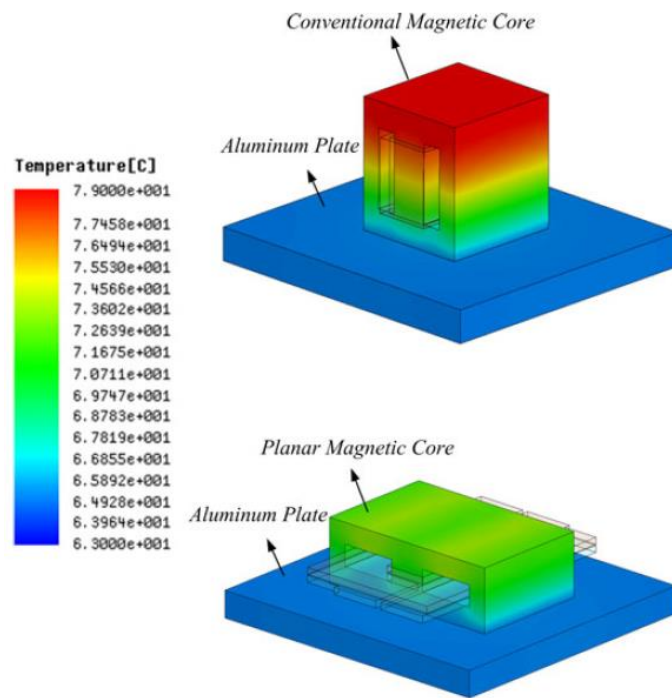 Conventional Magnetic Core
Aluminum Plate
Temperature[C]
7.9000e+001
7.7458e+001
7.6494e+001
7.5530e+001
7.4566e+001
7.3602e+001
7.2639e+001
7.1675e+001
7.0711e+001
6.9747e+001
6.8783e+001
6.7819e+001
6.6855e+001
6.5892e+001
6.4928e+001
6.3964e+001
6.3000e+001
Planar Magnetic Core
Aluminum Plate